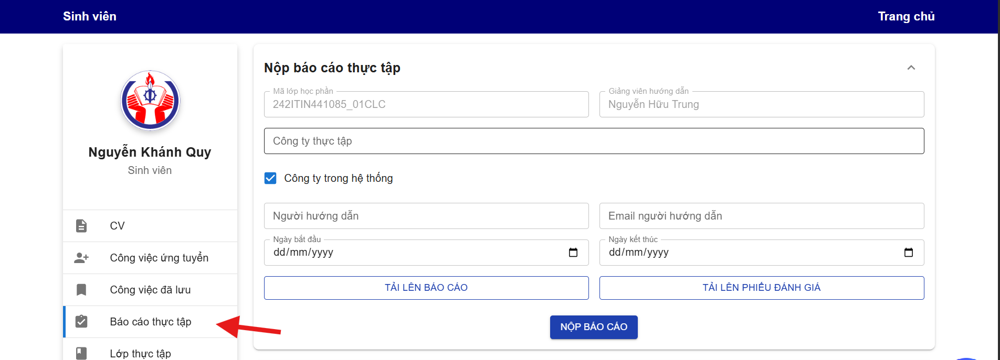 Sinh viên
Trang chủ
Nguyễn Khánh Quy
Sinh viên
CV
Công việc ứng tuyển
Công việc đã lưu
Báo cáo thực tập
Lớp thực tập
Nộp báo cáo thực tập
Mã lớp học phần
242ITIN441085_01CLC
Giảng viên hướng dẫn
Nguyễn Hữu Trung
Công ty thực tập
Công ty trong hệ thống
Người hướng dẫn
Email người hướng dẫn
Ngày bắt đầu
dd/mm/yyyy
Ngày kết thúc
dd/mm/yyyy
TẢI LÊN BÁO CÁO
TẢI LÊN PHIẾU ĐÁNH GIÁ
NỘP BÁO CÁO